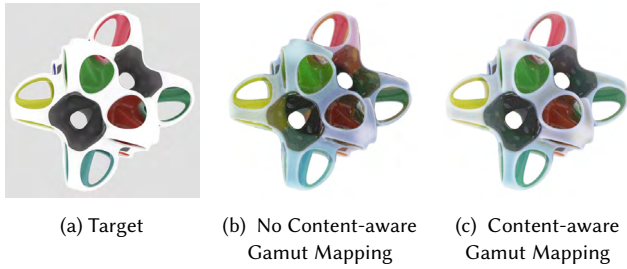 (a) Target
(b) No Content-aware
Gamut Mapping
(c) Content-aware
Gamut Mapping